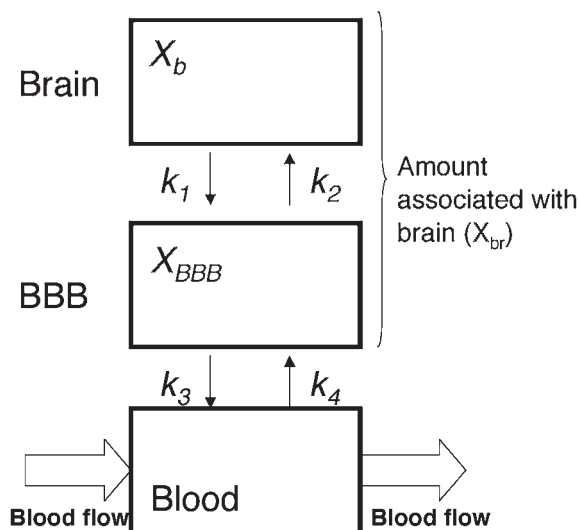 X_b
Brain
k_1
k_2
Amount
associated with
brain (X_br)
X_BBB
BBB
k_3
k_4
Blood
Blood flow
Blood flow